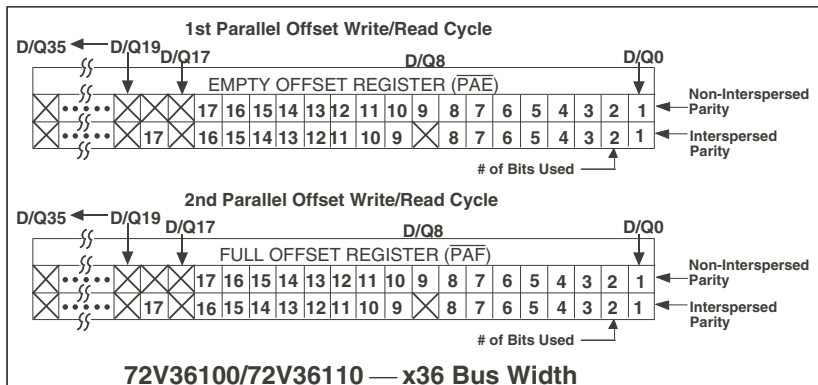 1st Parallel Offset Write/Read Cycle
D/Q35 D/Q19 D/Q17 D/Q8 D/Q0
EMPTY OFFSET REGISTER (PAE)
17 16 15 14 13 12 11 10 9 8 7 6 5 4 3 2 1 Non-Interspersed Parity
17 16 15 14 13 12 11 10 9 8 7 6 5 4 3 2 1 Interspersed Parity
# of Bits Used
2nd Parallel Offset Write/Read Cycle
D/Q35 D/Q19 D/Q17 D/Q8 D/Q0
FULL OFFSET REGISTER (PAF)
17 16 15 14 13 12 11 10 9 8 7 6 5 4 3 2 1 Non-Interspersed Parity
17 16 15 14 13 12 11 10 9 8 7 6 5 4 3 2 1 Interspersed Parity
# of Bits Used
72V36100/72V36110 — x36 Bus Width